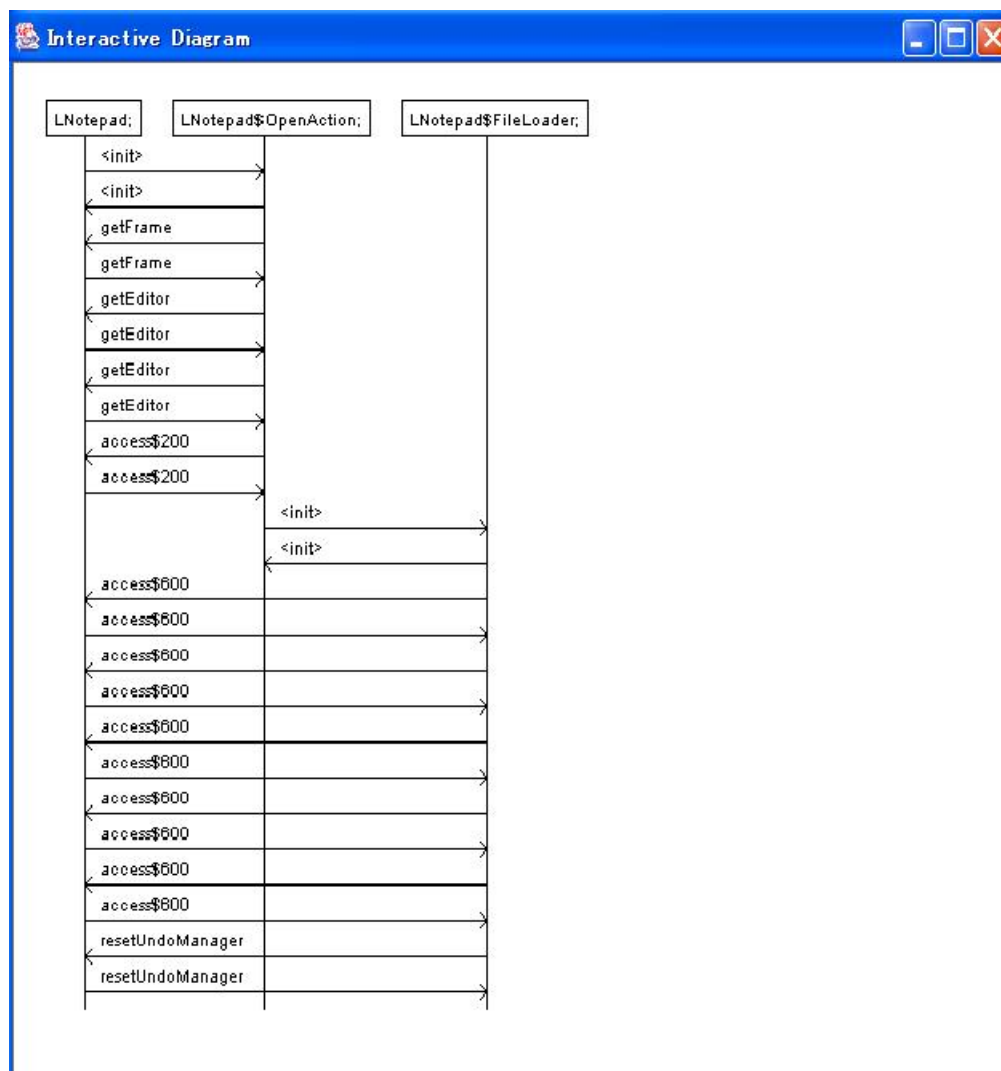 Interactive Diagram
LNotepad; LNotepad$OpenAction; LNotepad$FileLoader;
<init>
<init>
getFrame
getFrame
getEditor
getEditor
getEditor
getEditor
access$200
access$200
<init>
<init>
access$600
access$600
access$600
access$600
access$600
access$600
access$600
access$600
access$600
access$600
resetUndoManager
resetUndoManager